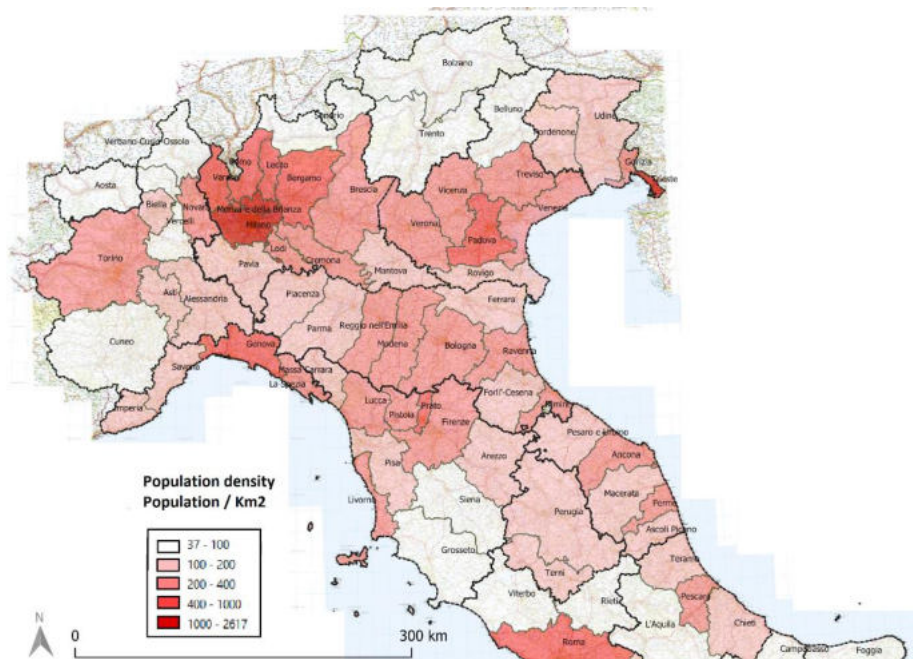 Bolzano
Sondrio
Belluno
Trento
Udine
Pordenone
Verbano-Cusio-Ossola
Como
Lecco
Gorizia
Trieste
Aosta
Varese
Bergamo
Treviso
Vicenza
Brescia
Biella
Novara
Monza e della Brianza
Venezia
Vercelli
Milano
Verona
Padova
Torino
Lodi
Cremona
Pavia
Mantova
Rovigo
Asti
Alessandria
Piacenza
Ferrara
Cuneo
Parma
Reggio nell'Emilia
Modena
Bologna
Genova
Ravenna
Savona
Massa Carrara
La Spezia
Forli'-Cesena
Imperia
Lucca
Prato
Rimini
Pistoia
Firenze
Pesaro e Urbino
Arezzo
Ancona
Pisa
Population density
Population / Km2
Siena
Macerata
Livorno
Fermo
Perugia
Ascoli Piceno
37 - 100
100 - 200
200 - 400
400 - 1000
1000 - 2617
Grosseto
Teramo
Terni
Viterbo
Rieti
Pescara
L'Aquila
Chieti
N
0
300 km
Roma
Campobasso
Foggia